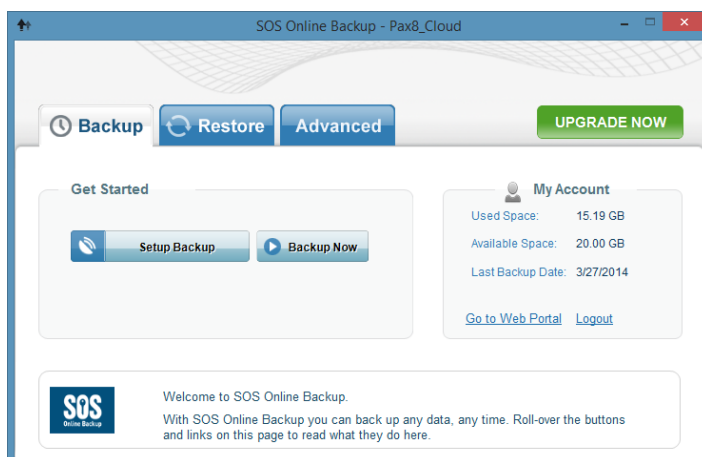 SOS Online Backup - Pax8_Cloud
Backup
Restore
Advanced
UPGRADE NOW
Get Started
Setup Backup
Backup Now
My Account
Used Space: 15.19 GB
Available Space: 20.00 GB
Last Backup Date: 3/27/2014
Go to Web Portal Logout
SOS
Online Backup
Welcome to SOS Online Backup.
With SOS Online Backup you can back up any data, any time. Roll-over the buttons
and links on this page to read what they do here.